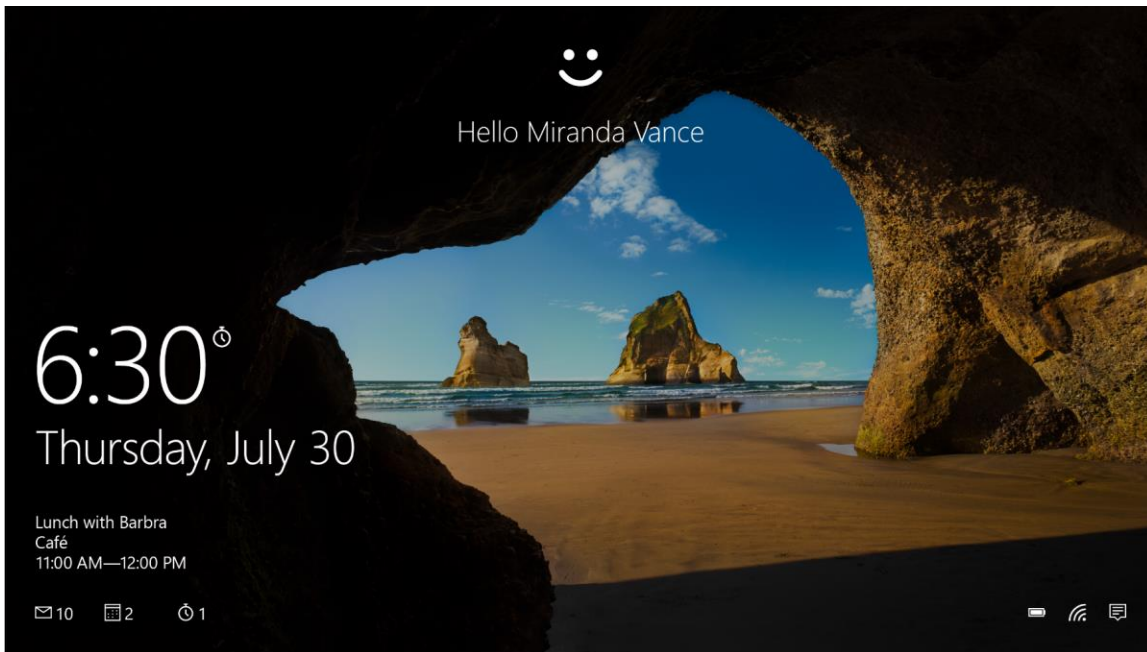 Hello Miranda Vance
6:30
Thursday, July 30
Lunch with Barbra
Café
11:00 AM—12:00 PM
10 2 1